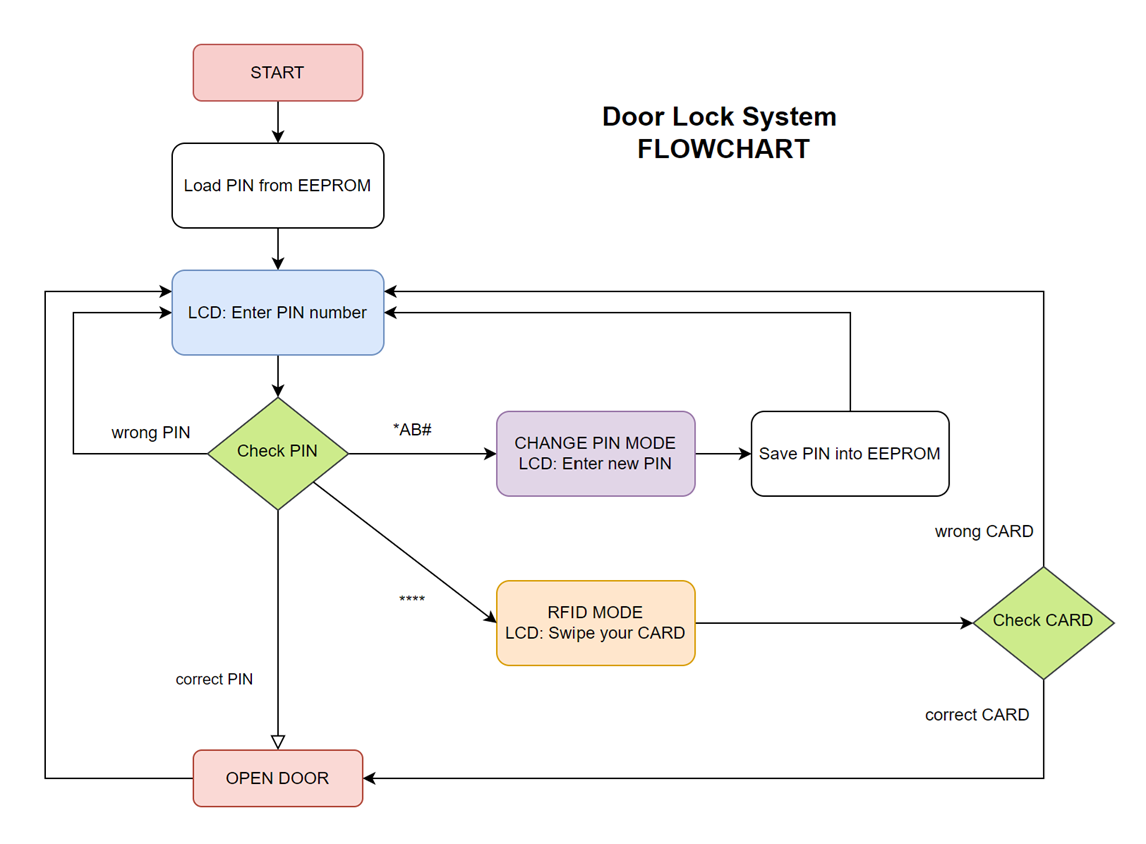 START
Door Lock System
FLOWCHART
Load PIN from EEPROM
LCD: Enter PIN number
wrong PIN
Check PIN
*AB#
CHANGE PIN MODE
LCD: Enter new PIN
Save PIN into EEPROM
wrong CARD
****
RFID MODE
LCD: Swipe your CARD
Check CARD
correct PIN
correct CARD
OPEN DOOR